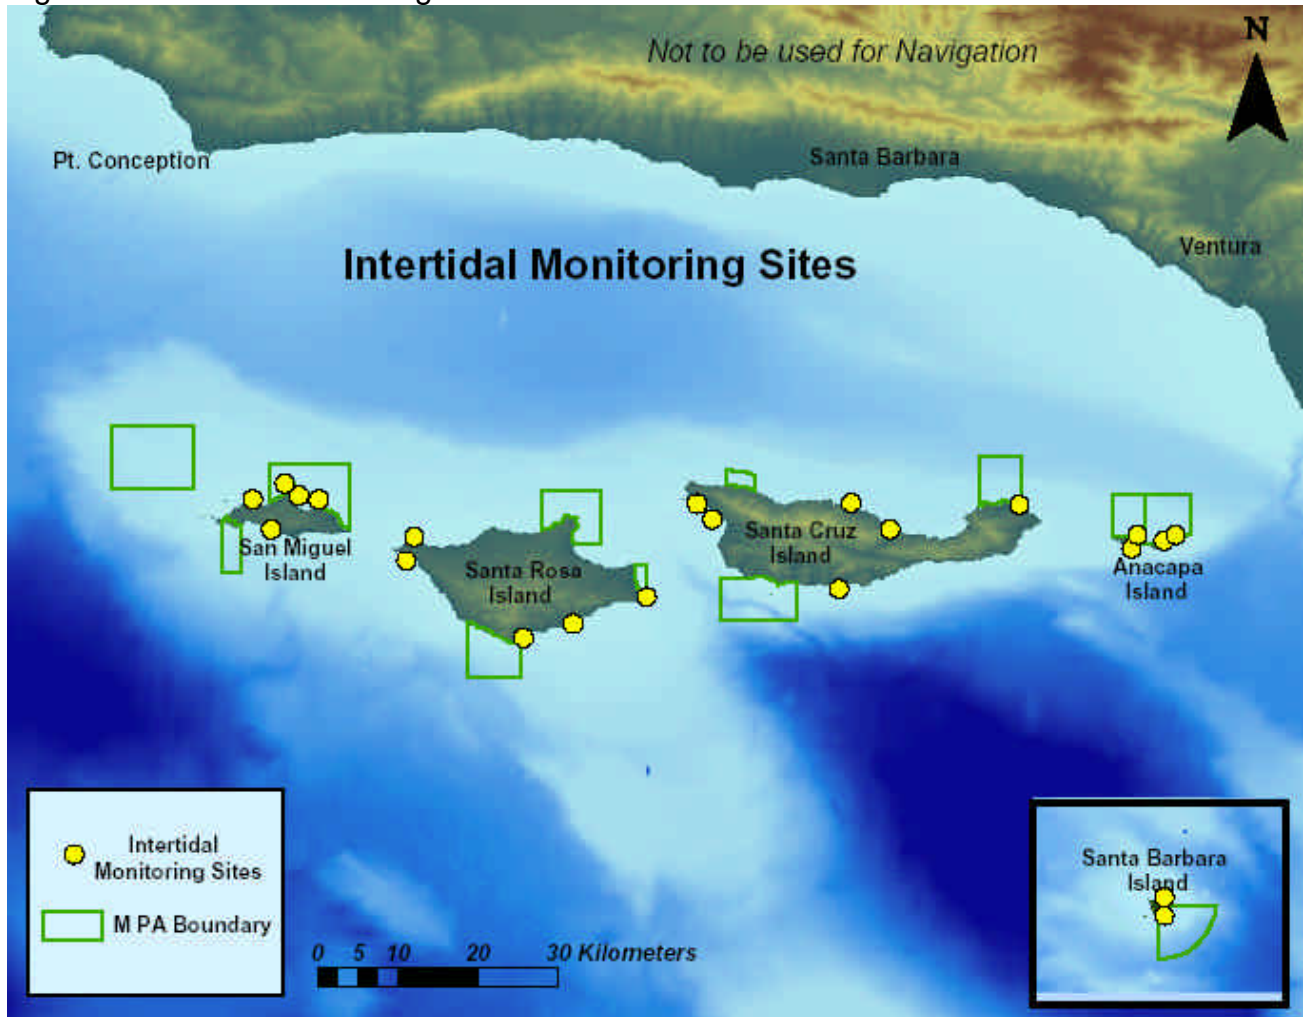 Not to be used for Navigation
N
Pt. Conception
Santa Barbara
Ventura
Intertidal Monitoring Sites
San Miguel
Island
Santa Rosa
Island
Santa Cruz
Island
Anacapa
Island
Intertidal
Monitoring Sites
M PA Boundary
0 5 10 20 30 Kilometers
Santa Barbara
Island